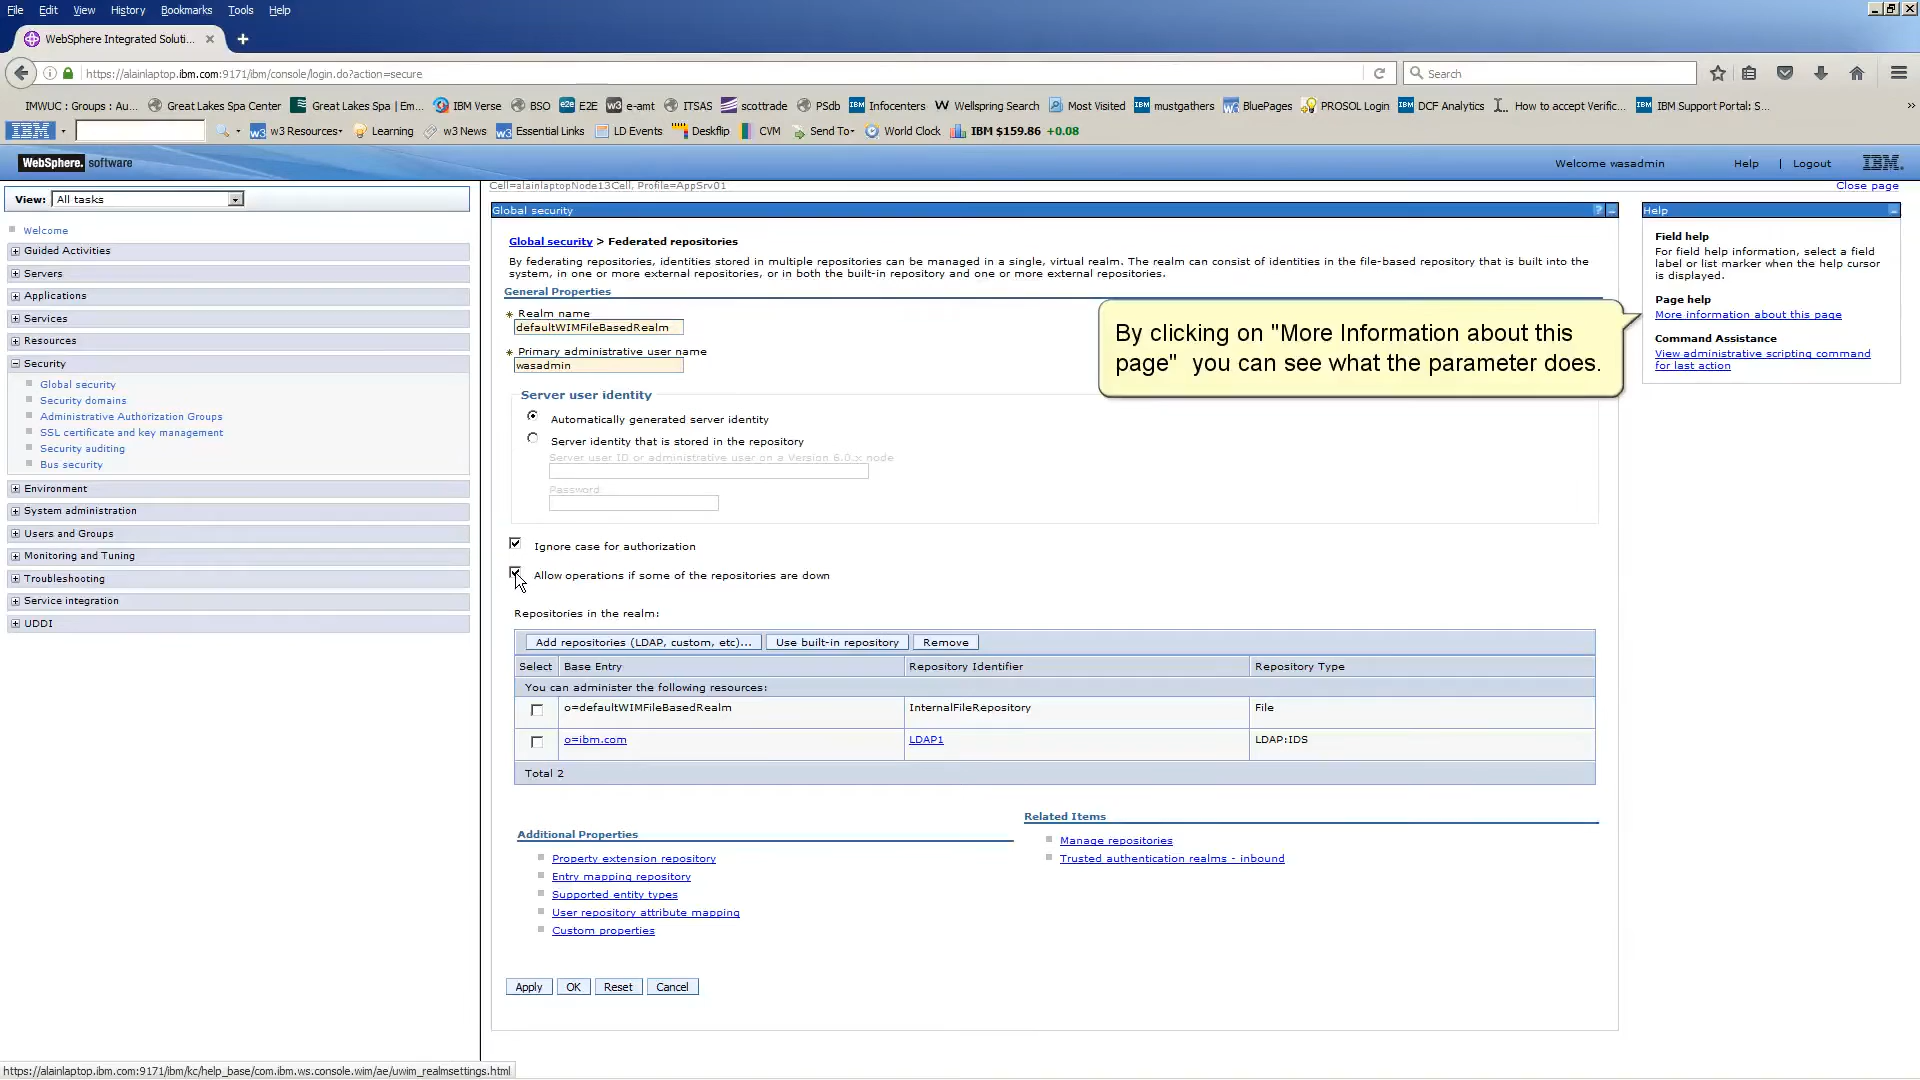 File Edit View History Bookmarks Tools Help
WebSphere Integrated Soluti...
https://alainlaptop.ibm.com:9171/ibm/console/login.do?action=secure
Search
IMWUC : Groups : Au... Great Lakes Spa Center Great Lakes Spa | Em... IBM Verse BSO E2E e-amt ITSAS scottrade PSdb Infocenters Wellspring Search Most Visited mustgathers BluePages PROSOL Login DCF Analytics How to accept Verific... IBM Support Portal: S...
IBM w3 Resources Learning w3 News Essential Links LD Events Deskflip CVM Send To World Clock IBM $159.86 +0.08
WebSphere. software Welcome wasadmin Help | Logout IBM.
View: All tasks
Welcome
Guided Activities
Servers
Applications
Services
Resources
Security
Global security
Security domains
Administrative Authorization Groups
SSL certificate and key management
Security auditing
Bus security
Environment
System administration
Users and Groups
Monitoring and Tuning
Troubleshooting
Service integration
UDDI
Cell=alainlaptopNode13Cell, Profile=AppSrv01
Close page
Global security
Global security > Federated repositories
By federating repositories, identities stored in multiple repositories can be managed in a single, virtual realm. The realm can consist of identities in the file-based repository that is built into the
system, in one or more external repositories, or in both the built-in repository and one or more external repositories.
General Properties
* Realm name
defaultWIMFileBasedRealm
* Primary administrative user name
wasadmin
Server user identity
Automatically generated server identity
Server identity that is stored in the repository
Server user ID or administrative user on a Version 6.0.x node
Password
Ignore case for authorization
Allow operations if some of the repositories are down
Repositories in the realm:
Add repositories (LDAP, custom, etc)... Use built-in repository Remove
Select Base Entry Repository Identifier Repository Type
You can administer the following resources:
o=defaultWIMFileBasedRealm InternalFileRepository File
o=ibm.com LDAP1 LDAP:IDS
Total 2
Additional Properties
Property extension repository
Entry mapping repository
Supported entity types
User repository attribute mapping
Custom properties
Related Items
Manage repositories
Trusted authentication realms - inbound
Apply OK Reset Cancel
Help
Field help
For field help information, select a field
label or list marker when the help cursor
is displayed.
Page help
More information about this page
Command Assistance
View administrative scripting command
for last action
By clicking on "More Information about this
page" you can see what the parameter does.
https://alainlaptop.ibm.com:9171/ibm/kc/help_base/com.ibm.ws.console.wim/ae/uwim_realmsettings.html